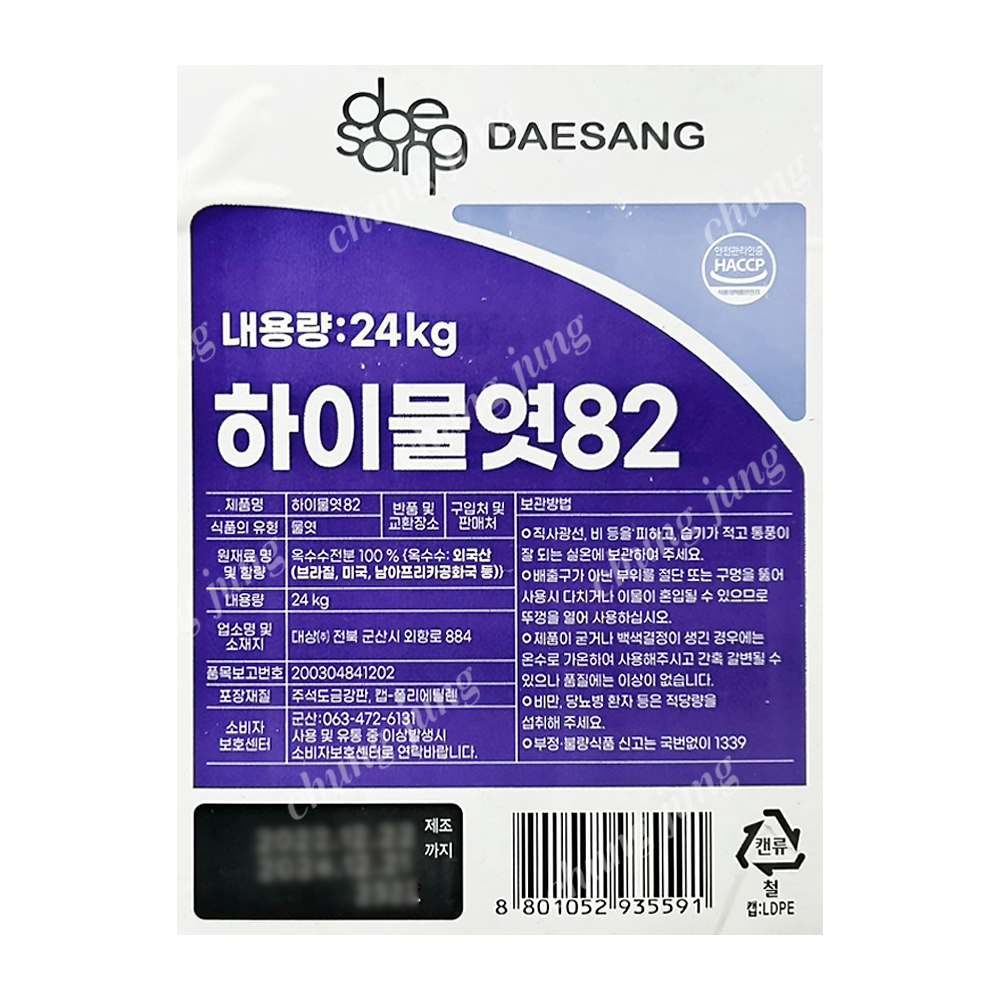 daesang DAESANG
안전관리인증
HACCP
내용량:24kg
하이물엿82
제품명 하이물엿82 반품 및 교환장소 구입처 및 판매처
식품의 유형 물엿
원재료 명 및 함량 옥수수전분 100 % {옥수수: 외국산
(브라질, 미국, 남아프리카공화국 등)}
내용량 24 kg
업소명 및 소재지 대상㈜ 전북 군산시 외항로 884
품목보고번호 200304841202
포장재질 주석도금강판, 캡-폴리에틸렌
소비자 보호센터 군산:063-472-6131
사용 및 유통 중 이상발생시
소비자보호센터로 연락바랍니다.
보관방법
○직사광선, 비 등을 피하고, 습기가 적고 통풍이
잘 되는 실온에 보관하여 주세요.
○배출구가 아닌 부위를 절단 또는 구멍을 뚫어
사용시 다치거나 이물이 혼입될 수 있으므로
뚜껑을 열어 사용하십시오.
○제품이 굳거나 백색결정이 생긴 경우에는
온수로 가온하여 사용해주시고 간혹 갈변될 수
있으나 품질에는 이상이 없습니다.
○비만, 당뇨병 환자 등은 적당량을
섭취해 주세요.
○부정·불량식품 신고는 국번없이 1339
제조
까지
8 801052 935591
캔류
철
캡:LDPE
chung jung